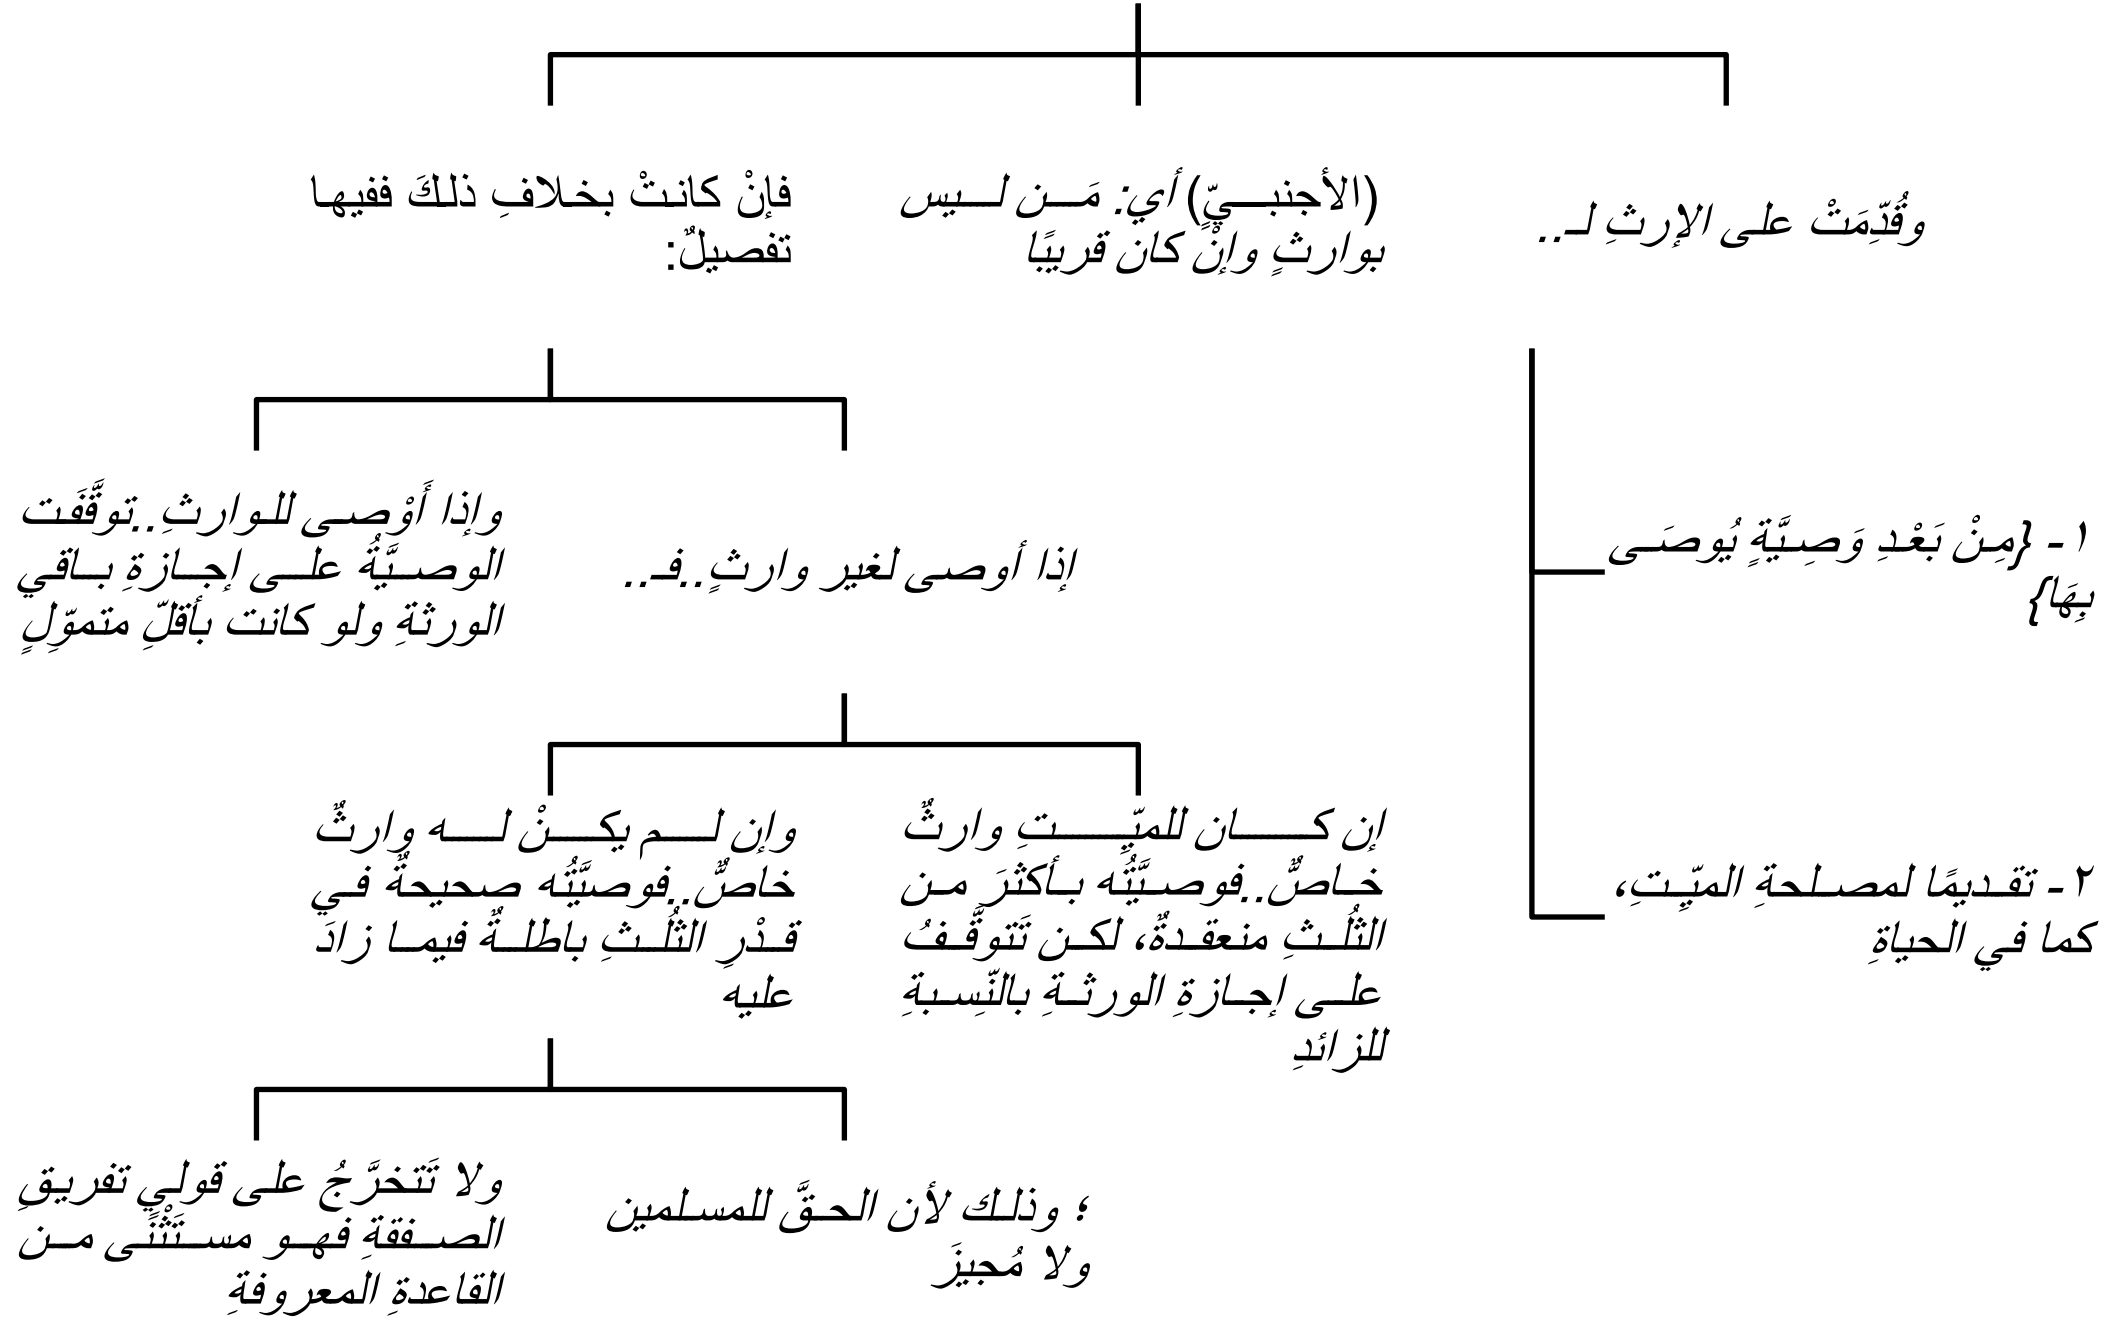 وقُدِّمَتْ على الإرثِ لـ..
(الأجنبيِّ) أي: مَن ليس
بوارثٍ وإنْ كان قريبًا
فإنْ كانتْ بخلافِ ذلكَ ففيها
تفصيلٌ:
١- {مِنْ بَعْدِ وَصِيَّةٍ يُوصَى
بِهَا}
٢- تقديمًا لمصلحةِ الميِّتِ،
كما في الحياةِ
إذا أوصى لغير وارثٍ..فـ..
وإذا أَوْصى للوارثِ..توقَّفَت
الوصيَّةُ على إجازةِ باقي
الورثةِ ولو كانت بأقلِّ متموّلٍ
إن كان للميِّتِ وارثٌ
خاصٌّ..فوصيَّتُه بأكثرَ من
الثُلثِ منعقدةٌ، لكن تَتوقَّفُ
على إجازةِ الورثةِ بالنّسبةِ
للزائدِ
وإن لم يكنْ له وارثٌ
خاصٌّ..فوصيَّتُه صحيحةٌ في
قدْرِ الثُلثِ باطلةٌ فيما زادَ
عليه
؛ وذلك لأن الحقَّ للمسلمين
ولا مُجيزَ
ولا تَتخرَّجُ على قولي تفريقِ
الصفقةِ فهو مستَثْنَى من
القاعدةِ المعروفةِ